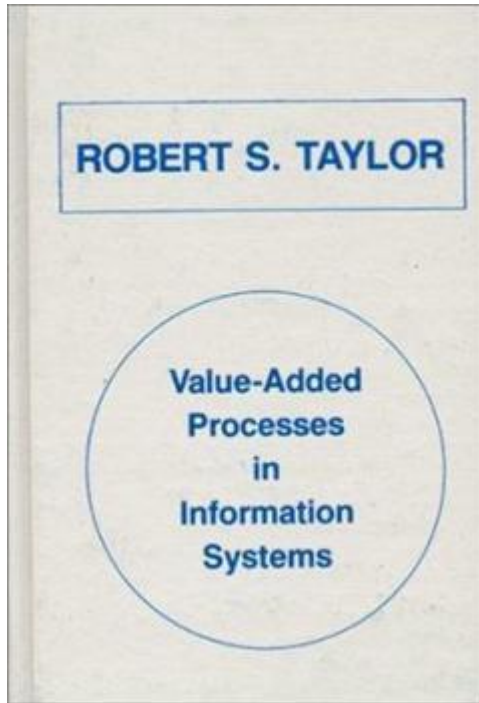 ROBERT S. TAYLOR
Value-Added
Processes
in
Information
Systems